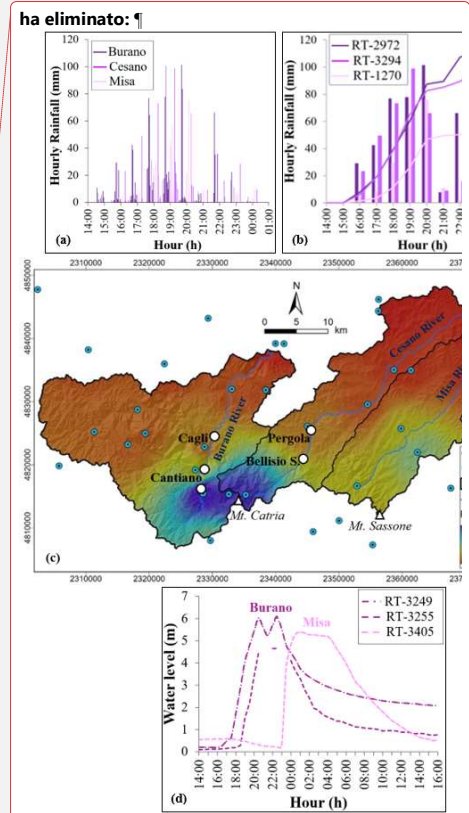 ha eliminato: ¶
120
100
80
60
40
20
0
Hourly Rainfall (mm)
Burano
Cesano
Misa
14:00
15:00
16:00
17:00
18:00
19:00
20:00
21:00
22:00
23:00
00:00
01:00
(a)
Hour (h)
120
100
80
60
40
20
0
Hourly Rainfall (mm)
RT-2972
RT-3294
RT-1270
14:00
15:00
16:00
17:00
18:00
19:00
20:00
21:00
22:00
(b)
Hour (h)
2310000
2320000
2330000
2340000
2350000
2360000
4850000
4840000
4830000
4820000
4810000
N
0 5 10
km
Cesano River
Misa
Burano River
Cagli
Pergola
Bellisio S.
Cantiano
Mt. Catria
Mt. Sassone
(c)
2310000
2320000
2330000
2340000
2350000
2360000
7
6
5
4
3
2
1
0
Water level (m)
Burano
Misa
RT-3249
RT-3255
RT-3405
14:00
16:00
18:00
20:00
22:00
00:00
02:00
04:00
06:00
08:00
10:00
12:00
14:00
16:00
(d)
Hour (h)